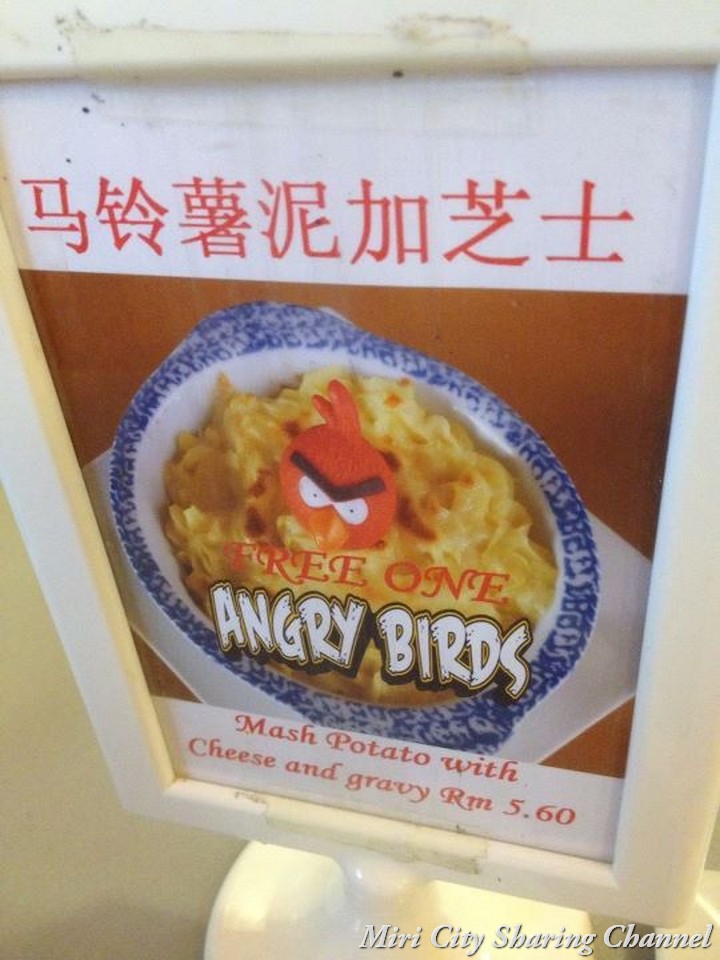 马铃薯泥加芝士
FREE ONE
ANGRY BIRDS
Mash Potato with
Cheese and gravy Rm 5.60
Miri City Sharing Channel